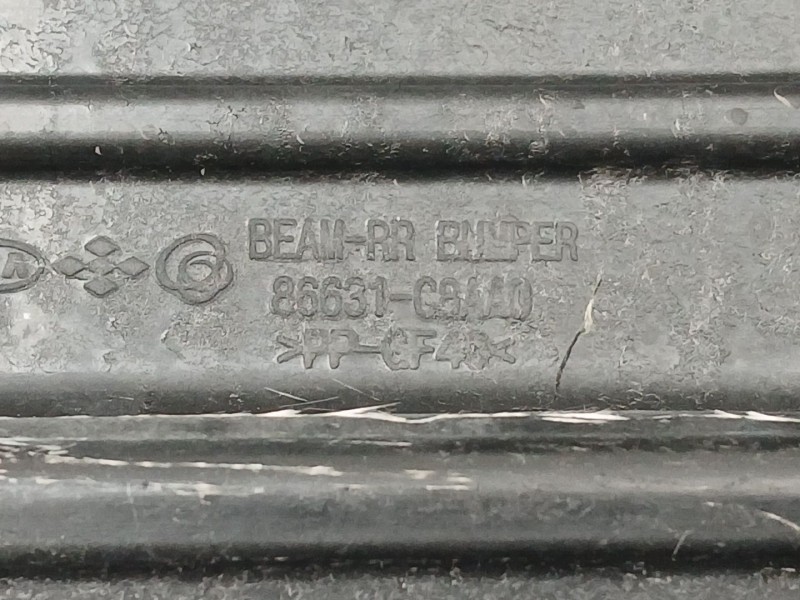 BEAM-RR BUMPER
86631-C8AA0
>PP-GF40<